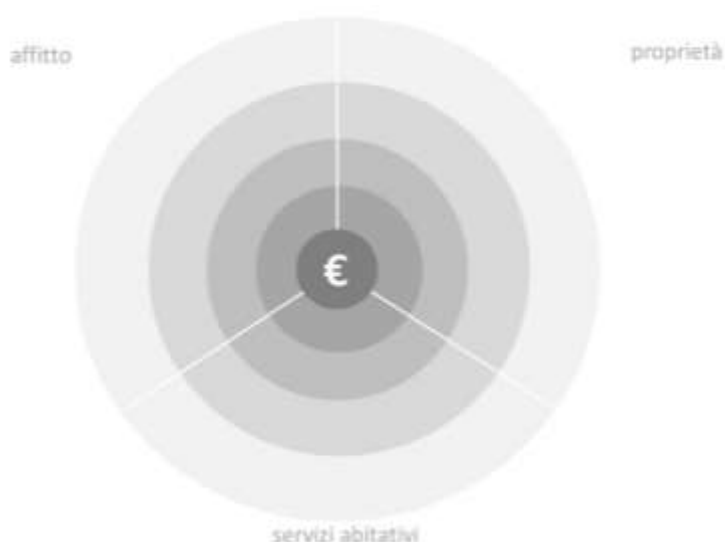 affitto
proprietà
€
servizi abitativi